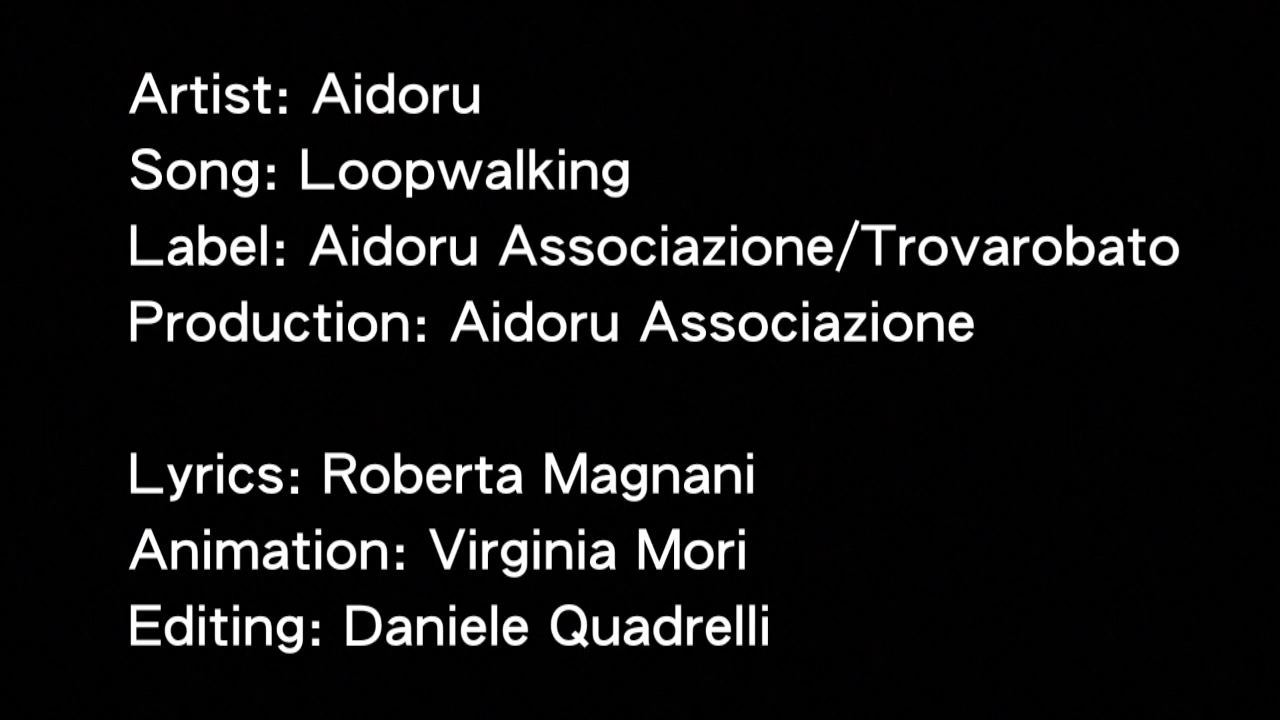 Artist: Aidoru
Song: Loopwalking
Label: Aidoru Associazione/Trovarobato
Production: Aidoru Associazione
Lyrics: Roberta Magnani
Animation: Virginia Mori
Editing: Daniele Quadrelli